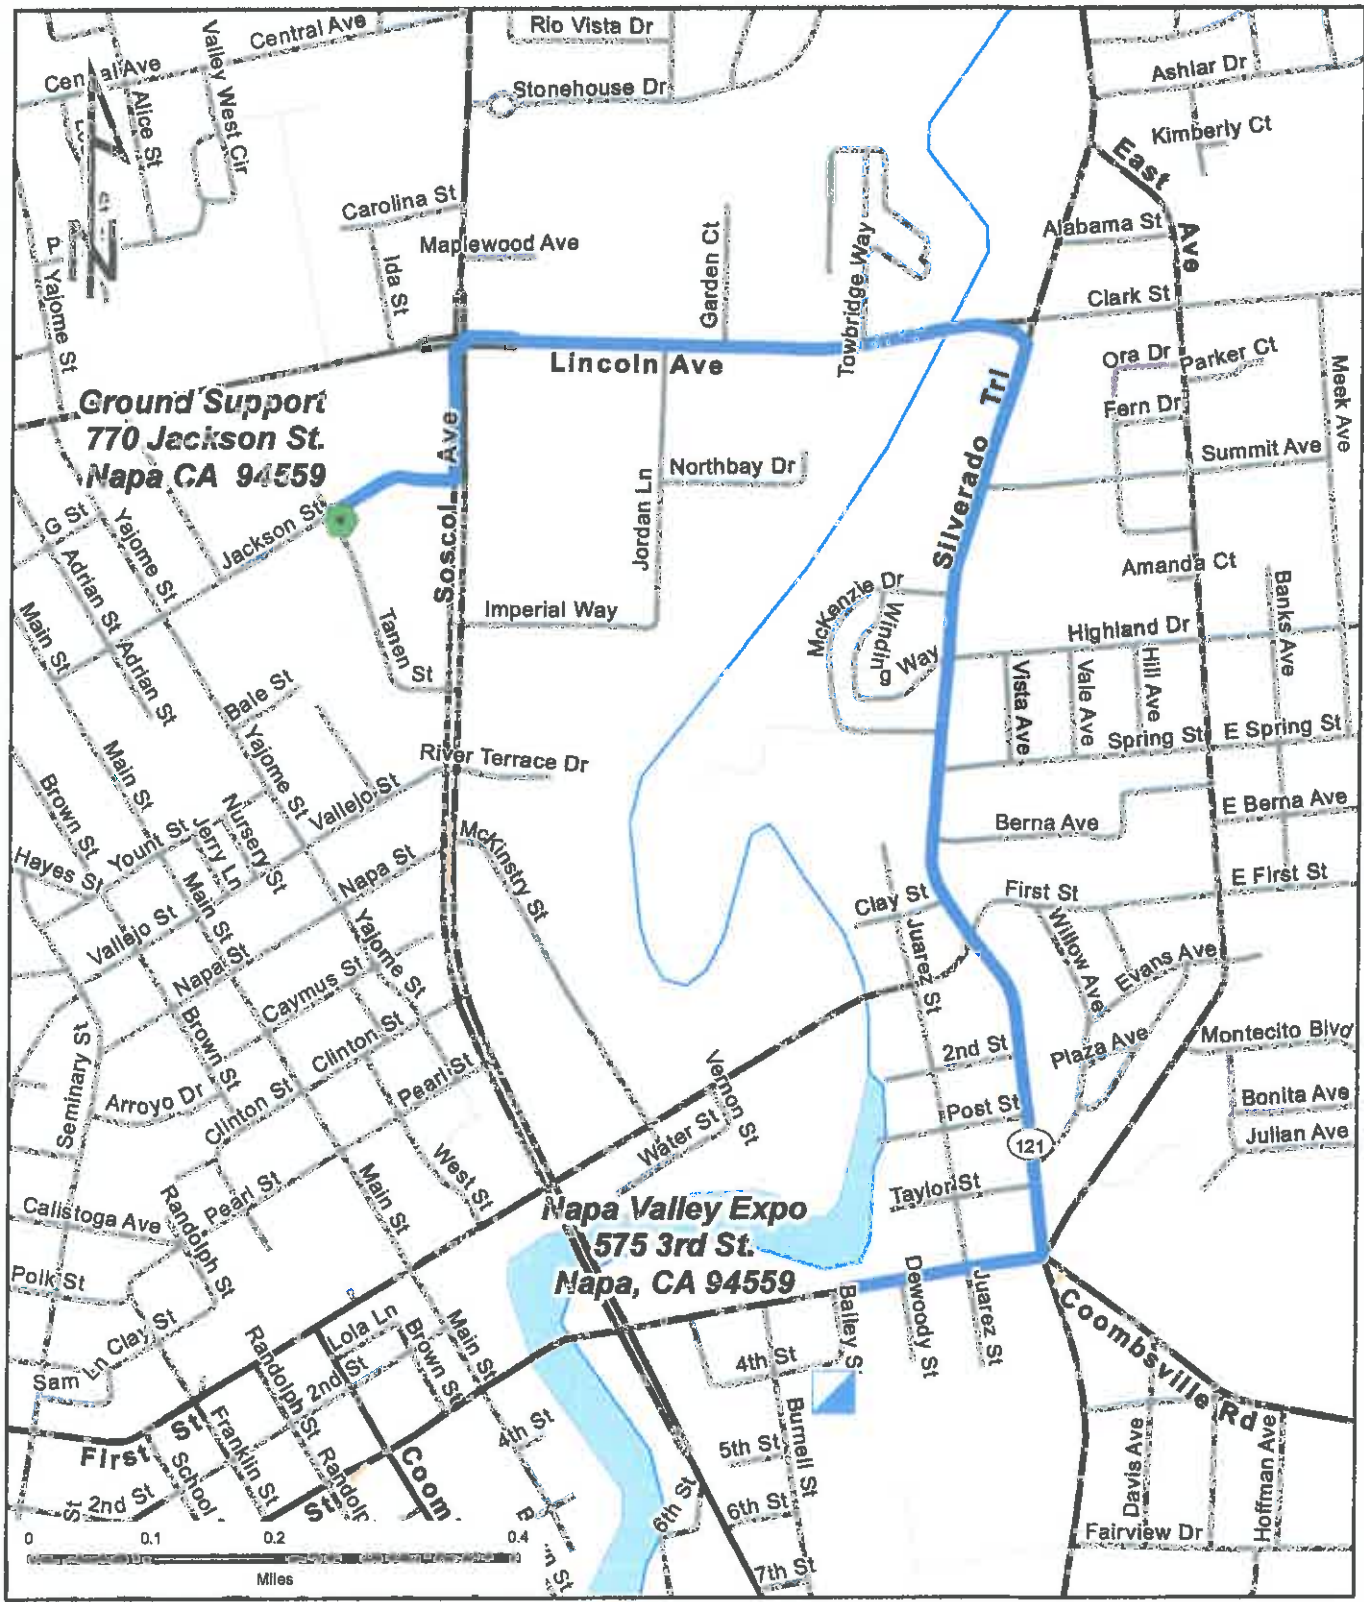 Rio Vista Dr
Central Ave
Central Ave
Valley West Cir
Alice St
Stonehouse Dr
Ashlar Dr
Kimberly Ct
East Ave
Alabama St
Carolina St
Maplewood Ave
Ida St
Garden Ct
Towbridge Way
Clark St
Yajome St
Lincoln Ave
Ora Dr
Parker Ct
Meek Ave
Fern Dr
Silverado Trl
Summit Ave
Ground Support
770 Jackson St.
Napa CA 94559
Soscol Ave
Northbay Dr
Jordan Ln
G St
Yajome St
Jackson St
Adrian St
Adrian St
Main St
Tanen St
Imperial Way
McKenzie Dr
Winding Way
Amanda Ct
Banks Ave
Highland Dr
Vista Ave
Vale Ave
Hill Ave
Spring St
E Spring St
Bale St
Yajome St
Main St
River Terrace Dr
Brown St
Vallejo St
Nursery St
Jerry Ln
Yount St
Hayes St
McKinstry St
Napa St
Berna Ave
E Berna Ave
Clay St
First St
E First St
Willow Ave
Evans Ave
Juarez St
Vallejo St
Main St
Napa St
Yajome St
Caymus St
Brown St
Clinton St
Seminary St
Arroyo Dr
Clinton St
Pearl St
Vernon St
Water St
2nd St
Plaza Ave
Montecito Blvd
Bonita Ave
Julian Ave
Post St
121
Taylor St
West St
Main St
Pearl St
Randolph St
Calistoga Ave
Polk St
Napa Valley Expo
575 3rd St.
Napa, CA 94559
Bailey S
Dewoody St
Juarez St
Coombsville Rd
Clay St
Sam Ln
Lola Ln
Brown St
Main St
Randolph St
2nd St
4th St
4th St
Burnell St
5th St
6th St
6th St
7th St
First St
Franklin St
School
Randolph
Coom
2nd St
St
St
Davis Ave
Hoffman Ave
Fairview Dr
0 0.1 0.2 0.4
Miles